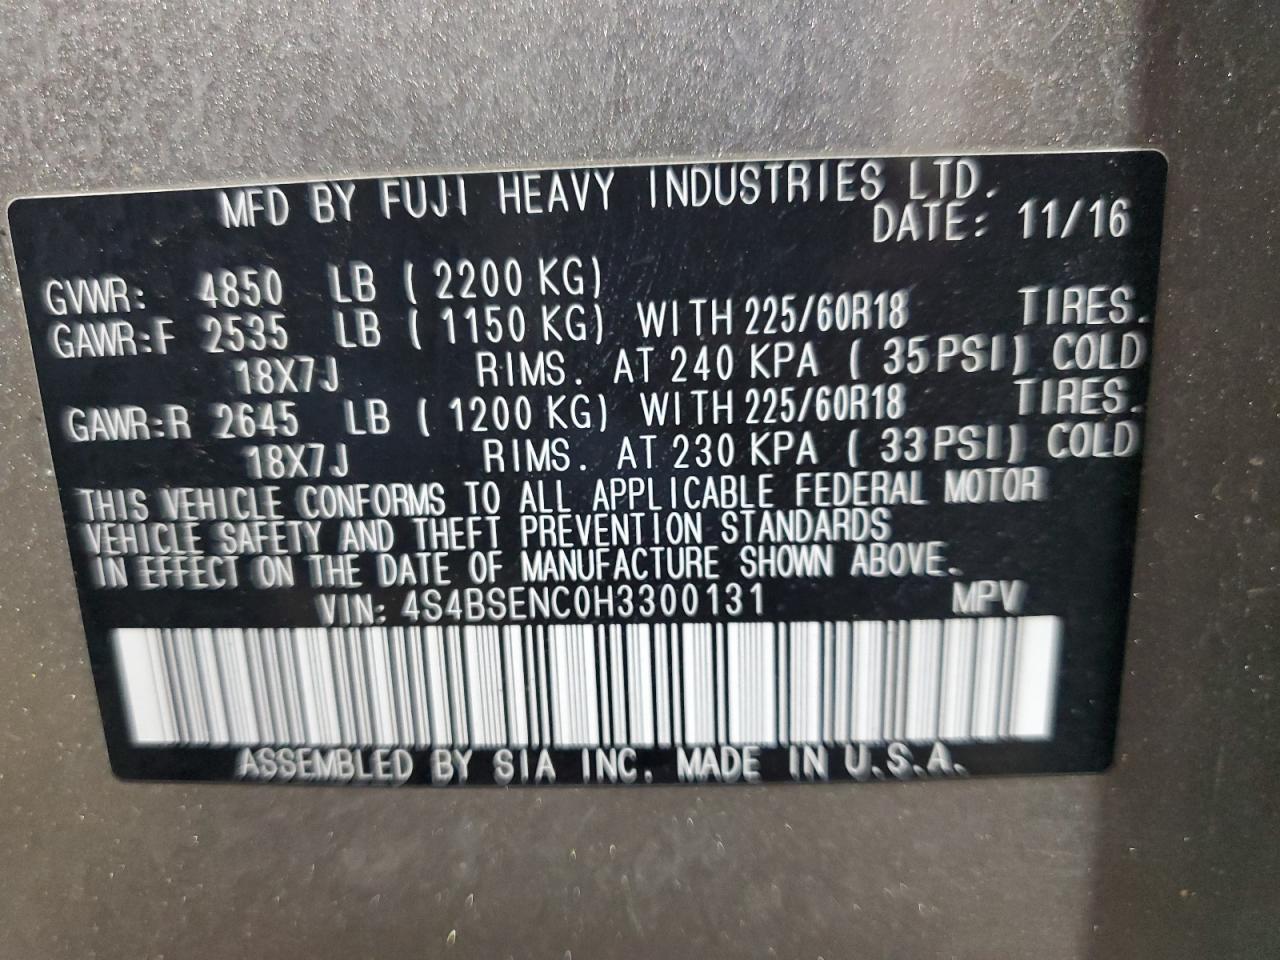 MFD BY FUJI HEAVY INDUSTRIES LTD.
DATE: 11/16
GVWR: 4850 LB ( 2200 KG)
GAWR:F 2535 LB ( 1150 KG) WITH 225/60R18 TIRES.
18X7J RIMS. AT 240 KPA ( 35 PSI) COLD
GAWR:R 2645 LB ( 1200 KG) WITH 225/60R18 TIRES.
18X7J RIMS. AT 230 KPA ( 33 PSI) COLD
THIS VEHICLE CONFORMS TO ALL APPLICABLE FEDERAL MOTOR
VEHICLE SAFETY AND THEFT PREVENTION STANDARDS
IN EFFECT ON THE DATE OF MANUFACTURE SHOWN ABOVE.
VIN: 4S4BSENC0H3300131 MPV
ASSEMBLED BY SIA INC. MADE IN U.S.A.